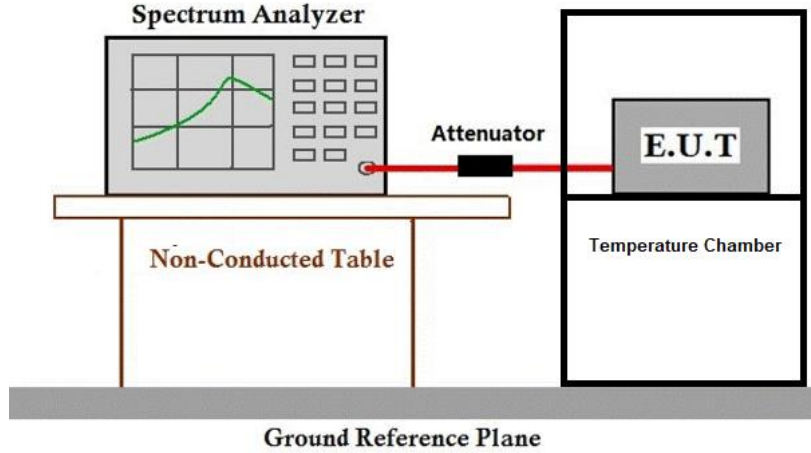 Spectrum Analyzer
Attenuator
E.U.T
Non-Conducted Table
Temperature Chamber
Ground Reference Plane